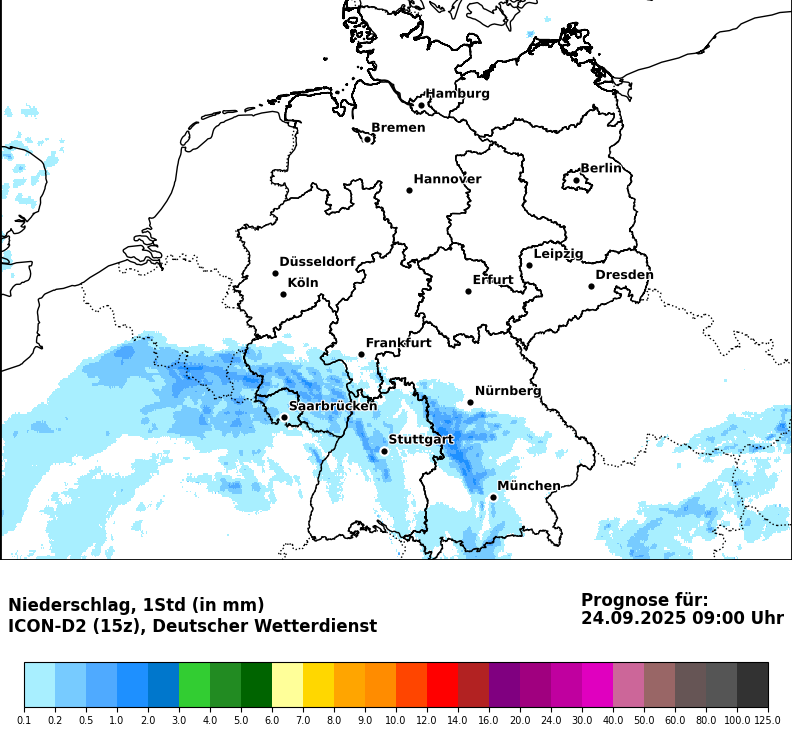 Hamburg
Bremen
Berlin
Hannover
Leipzig
Düsseldorf
Dresden
Köln
Erfurt
Frankfurt
Nürnberg
Saarbrücken
Stuttgart
München
Niederschlag, 1Std (in mm)
ICON-D2 (15z), Deutscher Wetterdienst
Prognose für:
24.09.2025 09:00 Uhr
0.1 0.2 0.5 1.0 2.0 3.0 4.0 5.0 6.0 7.0 8.0 9.0 10.0 12.0 14.0 16.0 20.0 24.0 30.0 40.0 50.0 60.0 80.0 100.0 125.0